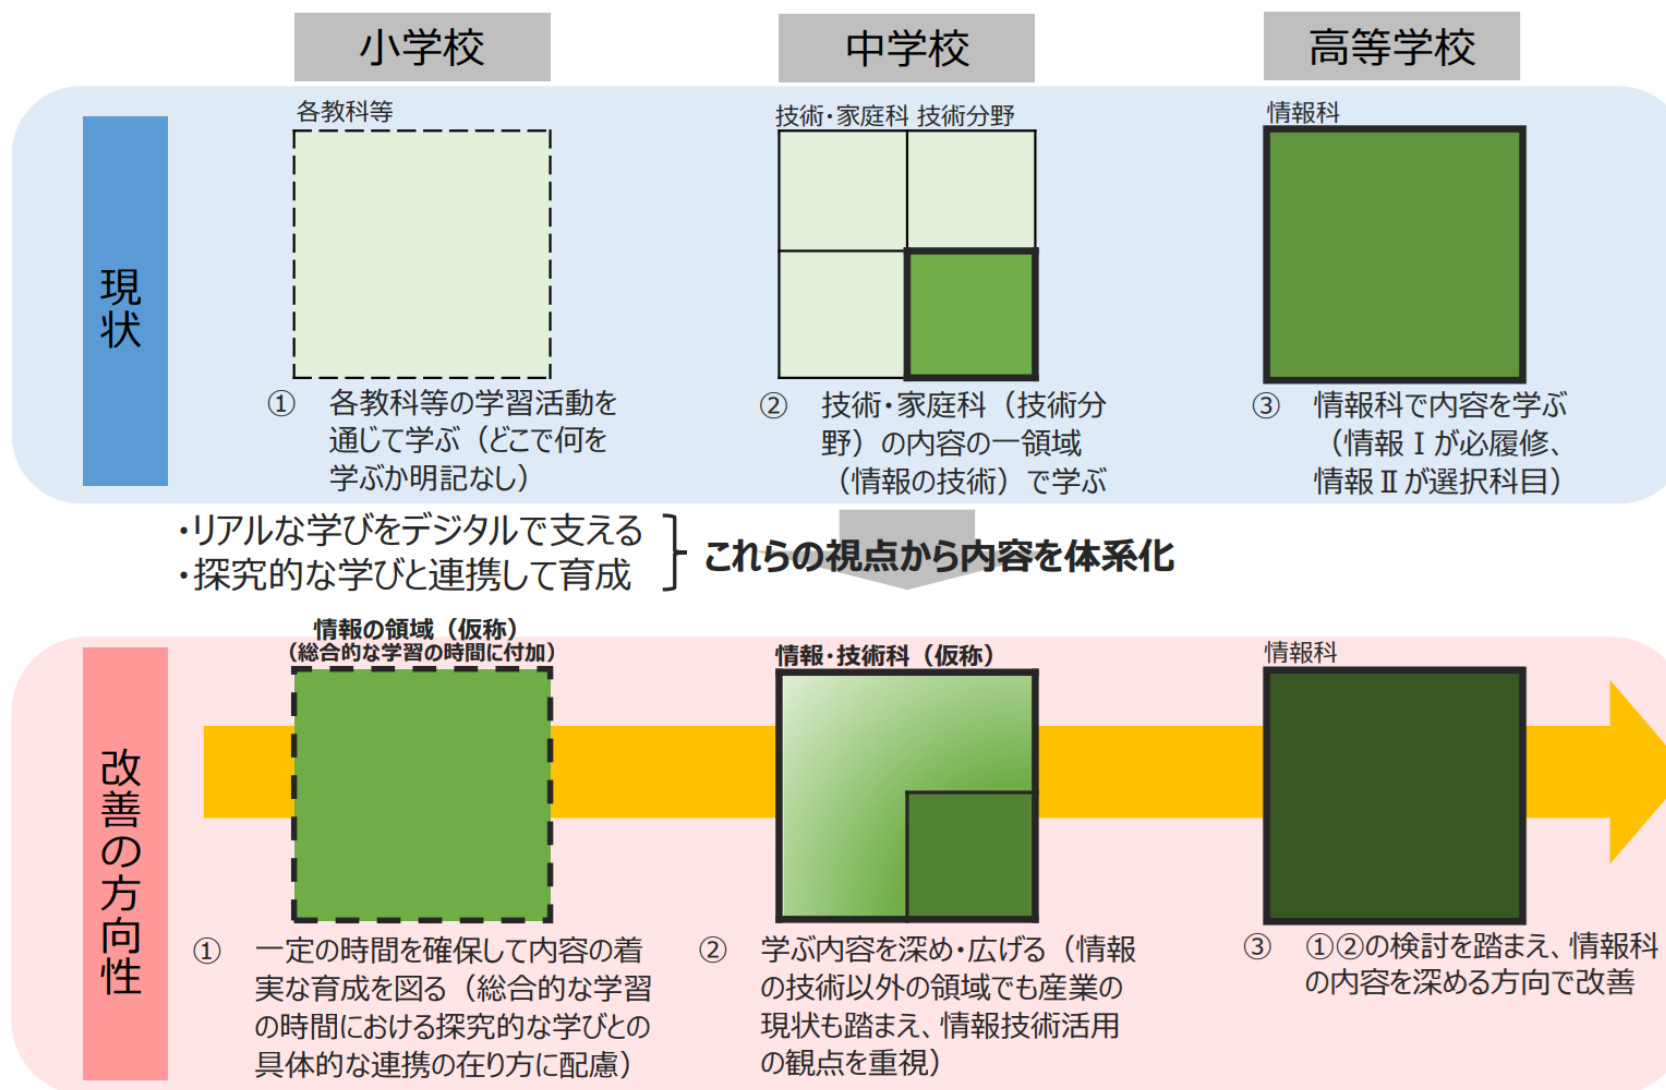 小学校
中学校
高等学校
現状
各教科等
技術・家庭科 技術分野
情報科
① 各教科等の学習活動を
通じて学ぶ（どこで何を
学ぶか明記なし）
② 技術・家庭科（技術分
野）の内容の一領域
（情報の技術）で学ぶ
③ 情報科で内容を学ぶ
（情報Ⅰが必履修、
情報Ⅱが選択科目）
・リアルな学びをデジタルで支える
・探究的な学びと連携して育成
これらの視点から内容を体系化
改善の方向性
情報の領域（仮称）
（総合的な学習の時間に付加）
情報・技術科（仮称）
情報科
① 一定の時間を確保して内容の着
実な育成を図る（総合的な学習
の時間における探究的な学びとの
具体的な連携の在り方に配慮）
② 学ぶ内容を深め・広げる（情報
の技術以外の領域でも産業の
現状も踏まえ、情報技術活用
の観点を重視）
③ ①②の検討を踏まえ、情報科
の内容を深める方向で改善